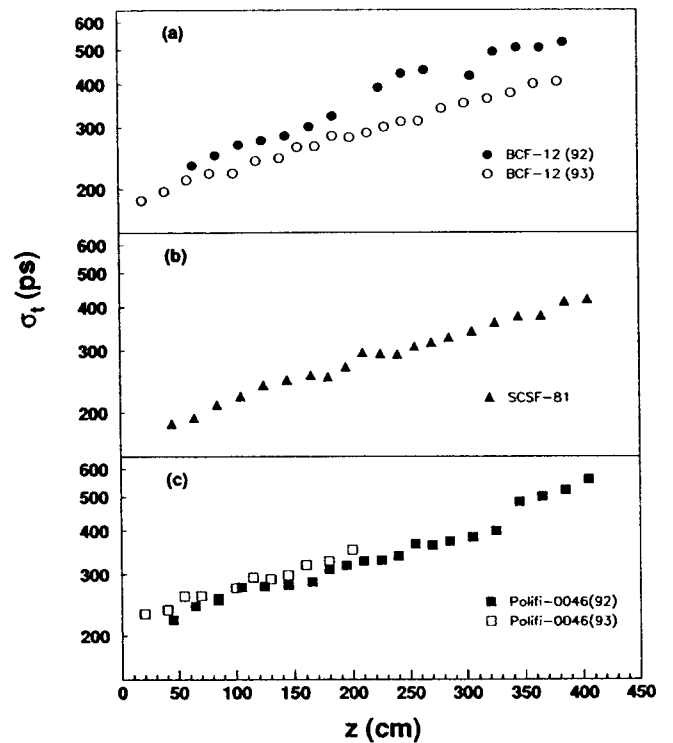 600
(a)
500
400
300
BCF-12 (92)
BCF-12 (93)
200
600
(b)
500
σt (ps)
400
300
SCSF-81
200
600
(c)
500
400
300
Polifi-0046(92)
Polifi-0046(93)
200
0 50 100 150 200 250 300 350 400 450
z (cm)